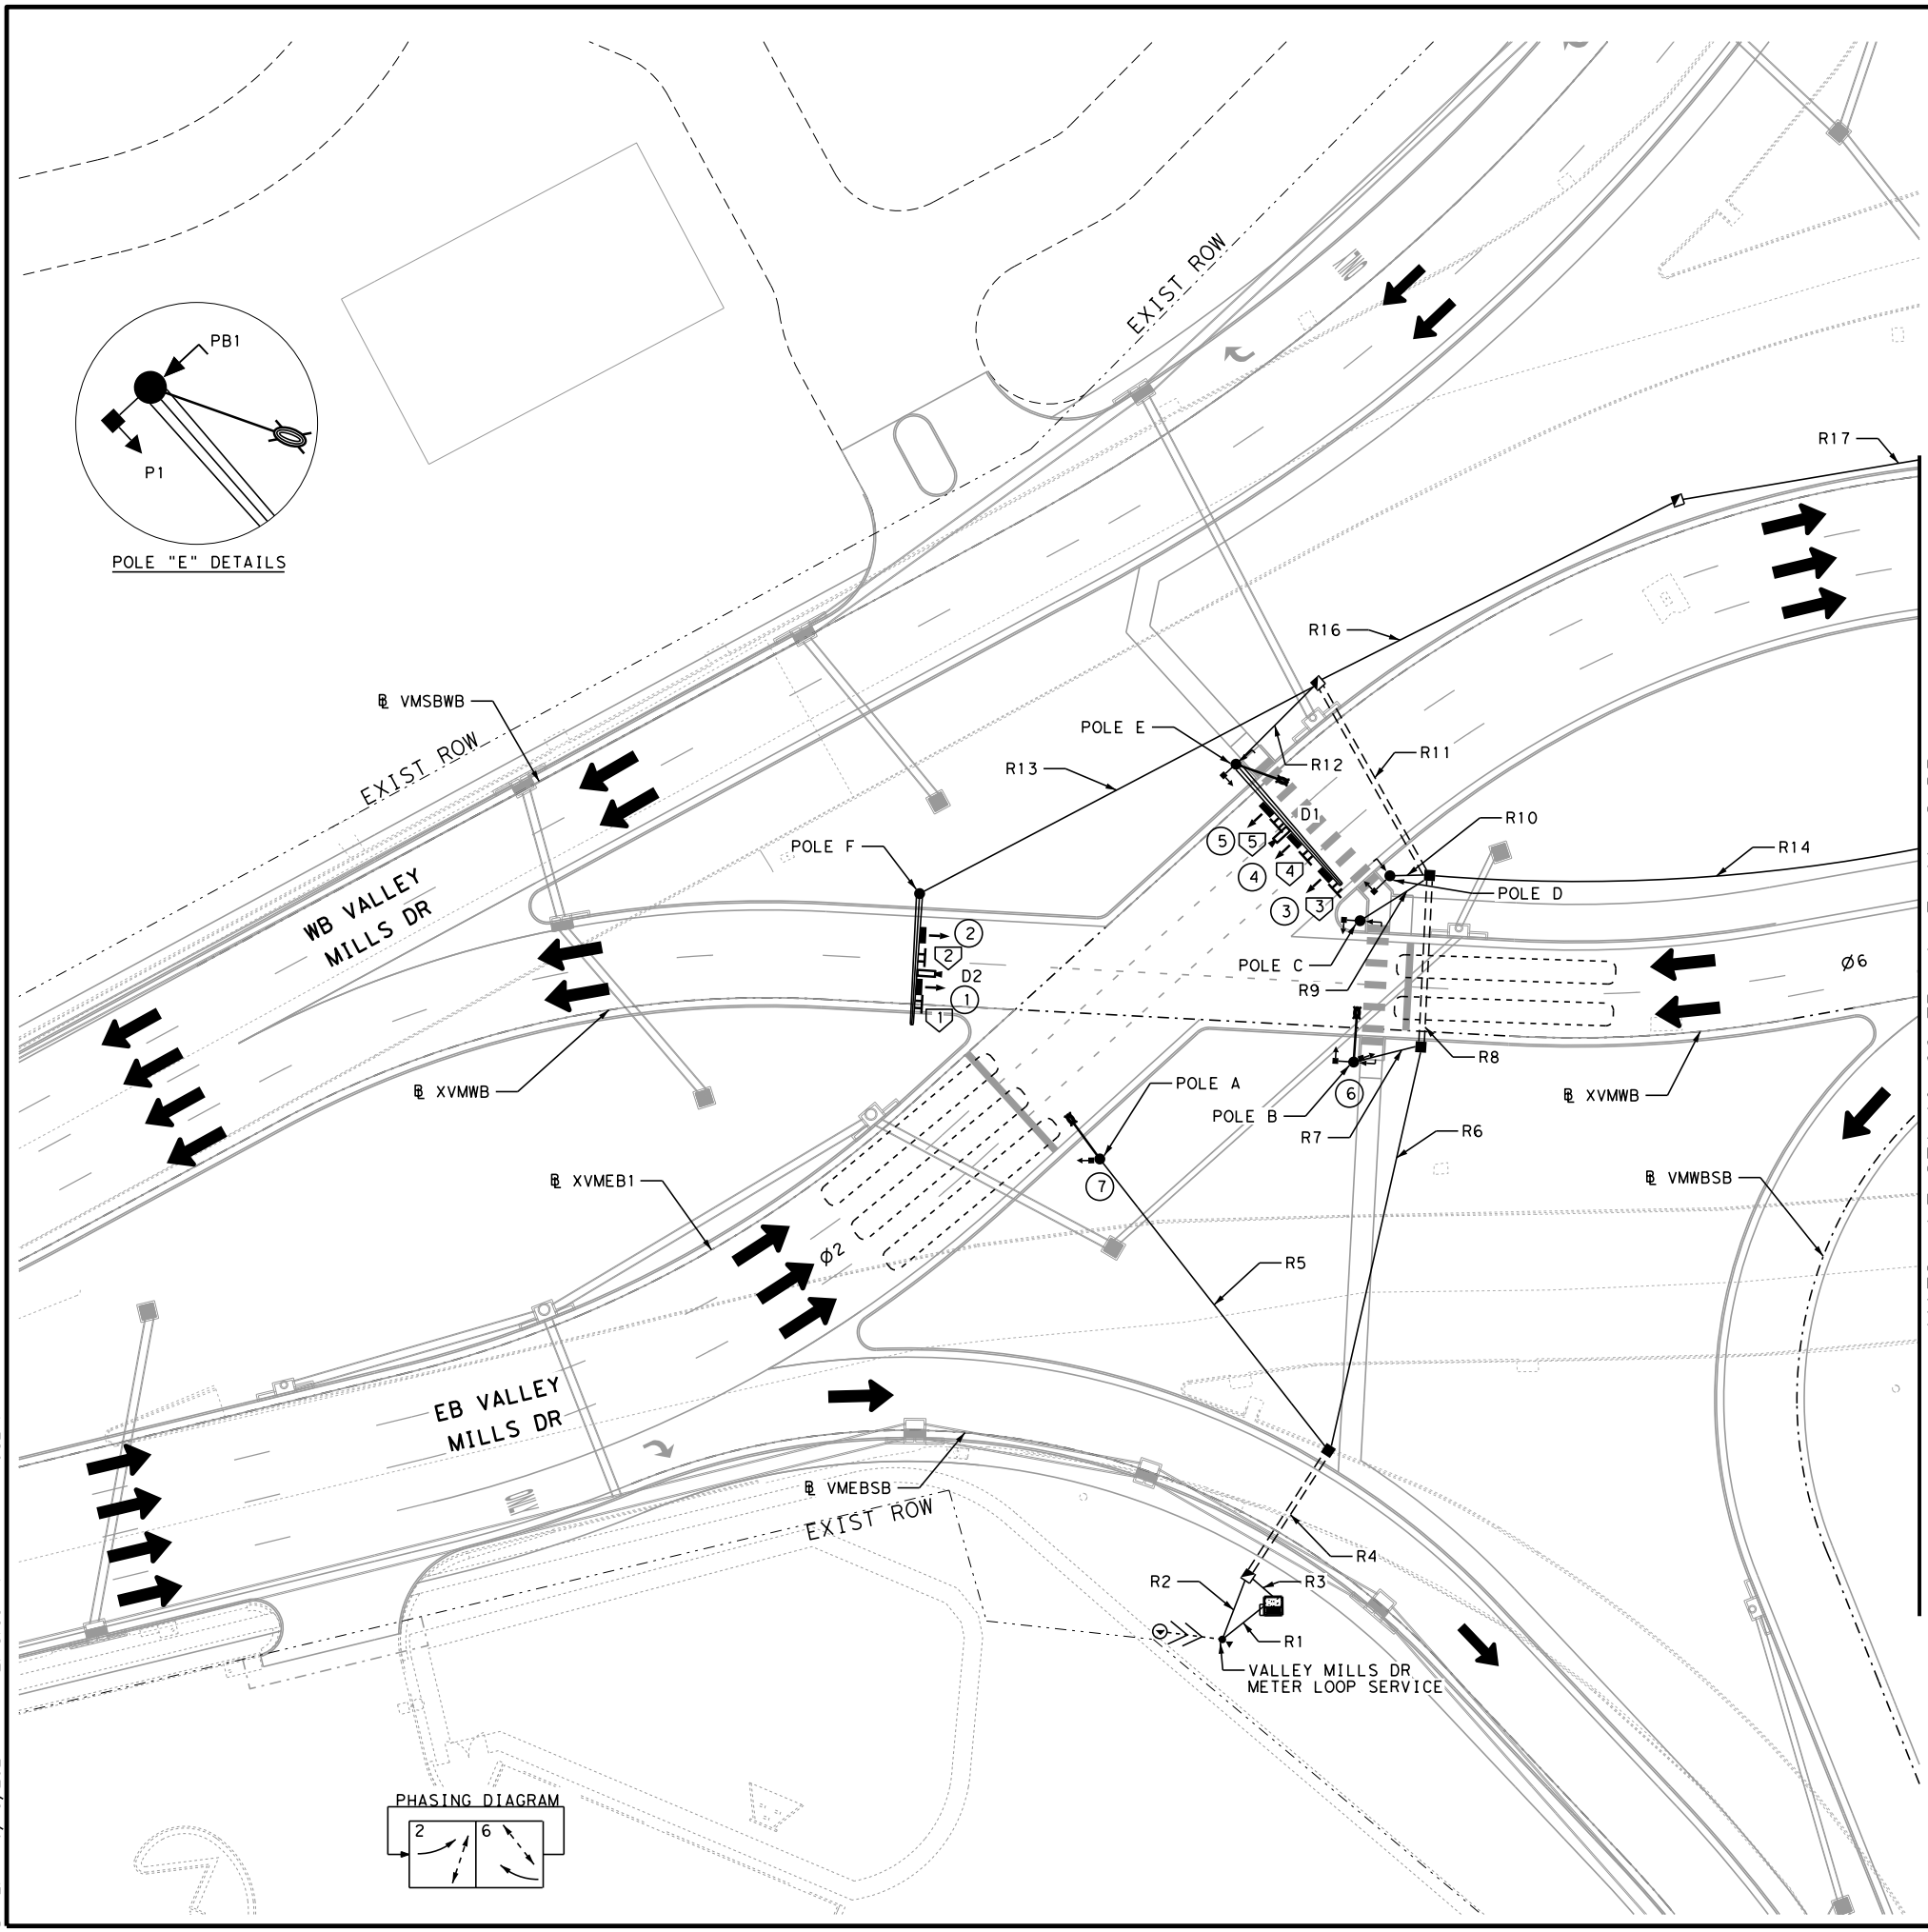 EXIST ROW
PB1
P1
POLE "E" DETAILS
R17
R16
℄ VMSBWB
EXIST ROW
POLE E
R13
R12
R11
D1
R10
5
5
4
4
3
3
POLE F
R14
POLE D
WB VALLEY
MILLS DR
2
2
D2
1
1
POLE C
R9
Ø6
R8
℄ XVMWB
POLE A
6
POLE B
R7
R6
℄ XVMWB
℄ XVMEB1
7
℄ VMWBSB
Ø2
R5
EB VALLEY
MILLS DR
℄ VMEBSB
EXIST ROW
R4
R2
R3
R1
VALLEY MILLS DR
METER LOOP SERVICE
PHASING DIAGRAM
2
6